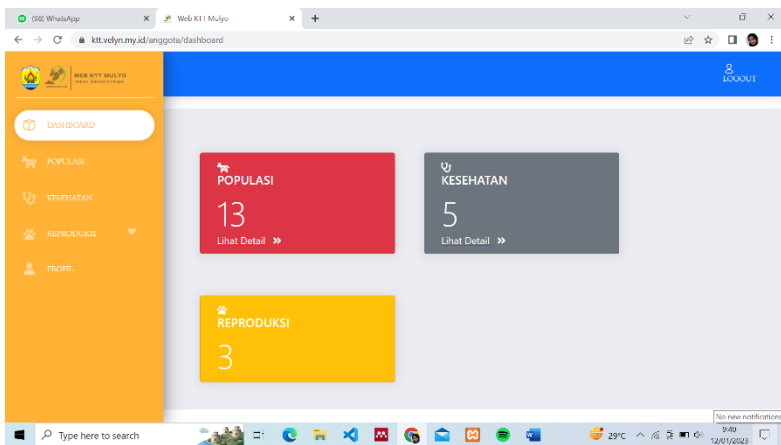 (98) WhatsApp
Web KTT Mulyo
ktt.velyn.my.id/anggota/dashboard
WEB KTT MULYO
LOGOUT
DASHBOARD
POPULASI
KESEHATAN
REPRODUKSI
PROFIL
POPULASI
13
Lihat Detail
KESEHATAN
5
Lihat Detail
REPRODUKSI
3
No new notifications
Type here to search
29°C
9:40
12/01/2023